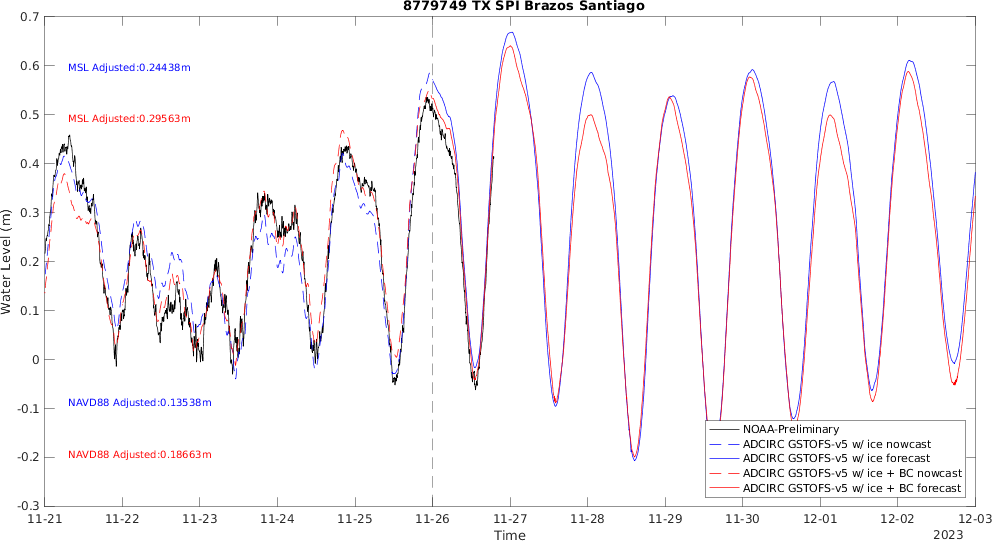 8779749 TX SPI Brazos Santiago
0.7
0.6
0.5
0.4
0.3
0.2
0.1
0
-0.1
-0.2
-0.3
Water Level (m)
MSL Adjusted:0.24438m
MSL Adjusted:0.29563m
NAVD88 Adjusted:0.13538m
NAVD88 Adjusted:0.18663m
NOAA-Preliminary
ADCIRC GSTOFS-v5 w/ ice nowcast
ADCIRC GSTOFS-v5 w/ ice forecast
ADCIRC GSTOFS-v5 w/ ice + BC nowcast
ADCIRC GSTOFS-v5 w/ ice + BC forecast
11-21 11-22 11-23 11-24 11-25 11-26 11-27 11-28 11-29 11-30 12-01 12-02 12-03
Time
2023